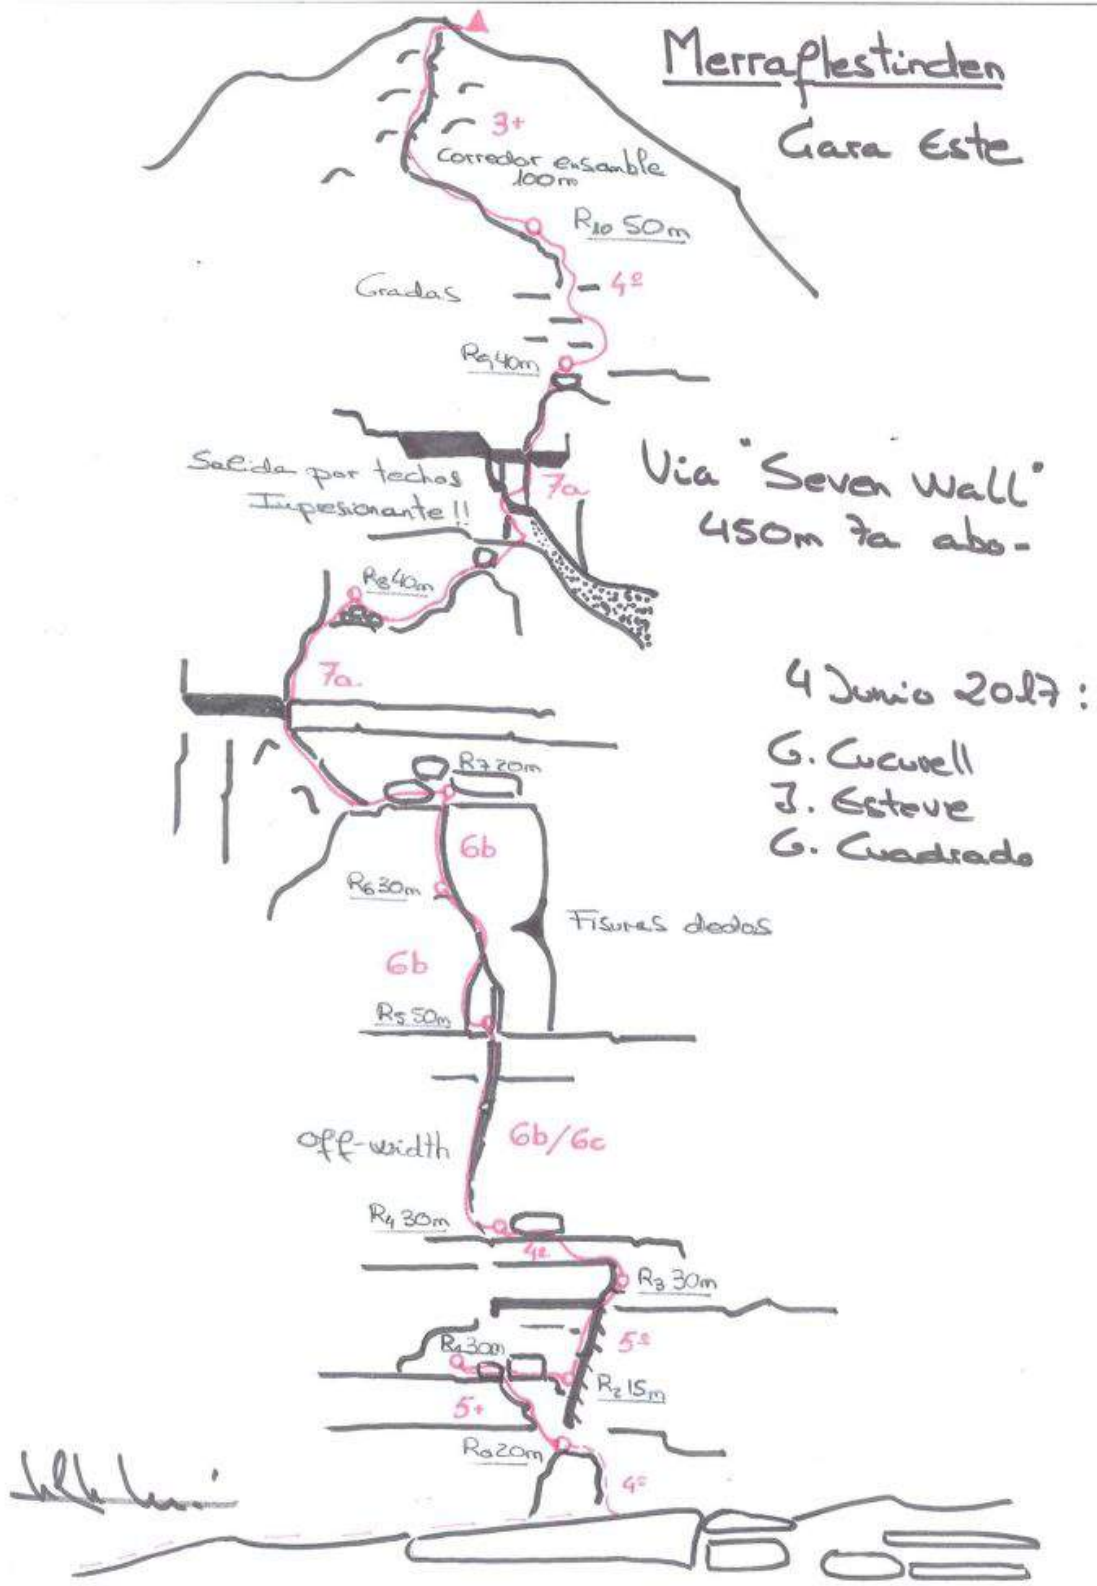 Merraflestinden
Cara Este
3+
Corredor ensamble
100m
R10 50m
4º
Gradas
R9 40m
Via "Seven Wall"
450m 7a abo-
Salida por techos
Impresionante!!
7a
R8 40m
7a
4 Junio 2017:
G. Cucurell
J. Esteve
G. Cuadrado
R7 20m
6b
R6 30m
Fisuras dedos
6b
R5 50m
Off-width
6b/6c
R4 30m
4º
R3 30m
5º
R1 30m
R2 15m
5+
R0 20m
4º